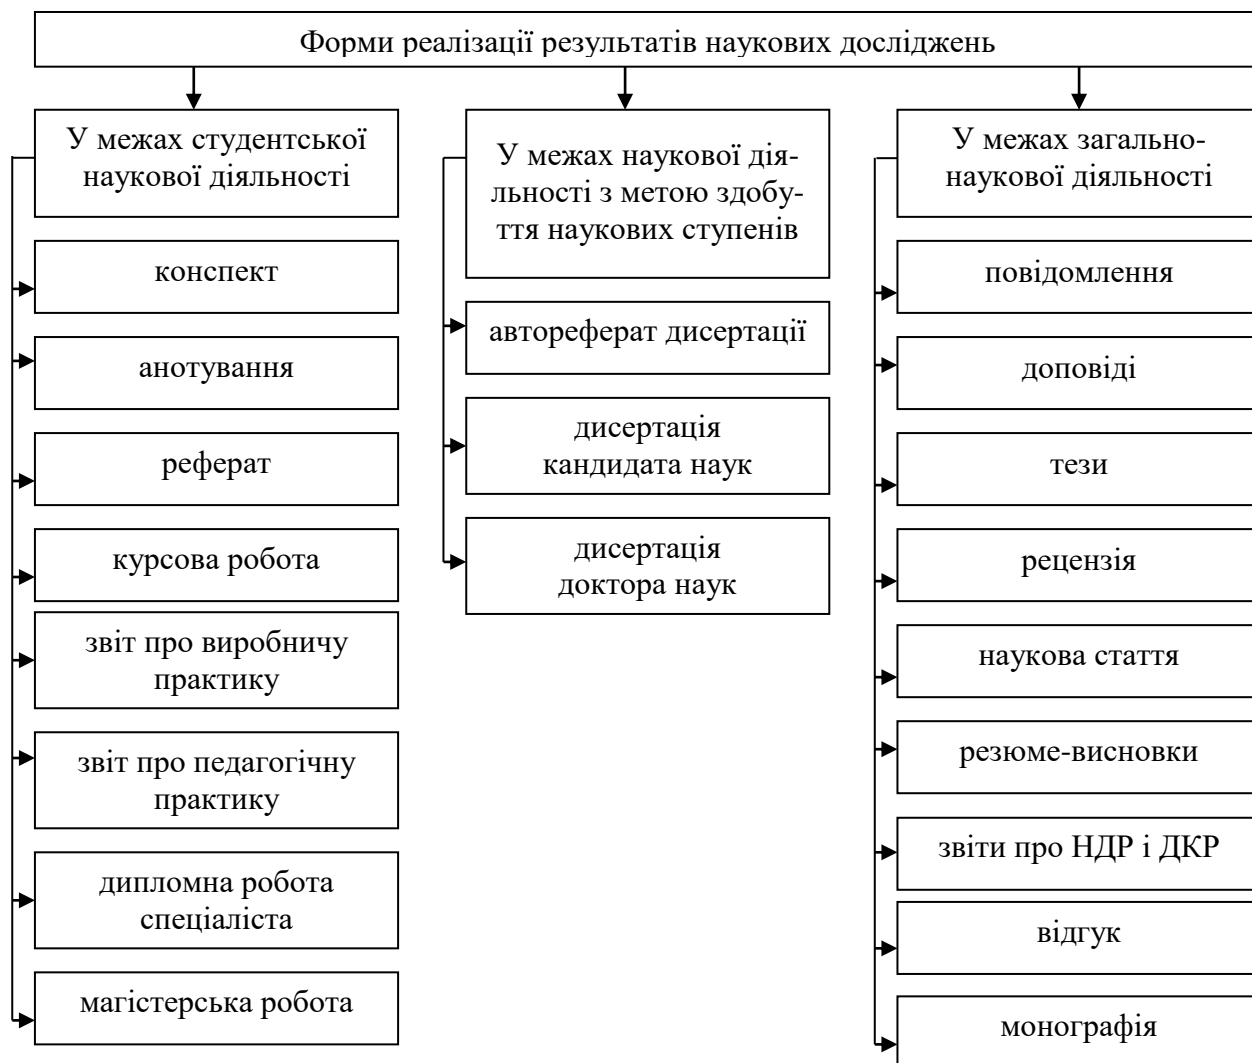 Форми реалізації результатів наукових досліджень
У межах студентської
наукової діяльності
конспект
анотування
реферат
курсова робота
звіт про виробничу
практику
звіт про педагогічну
практику
дипломна робота
спеціаліста
магістерська робота
У межах наукової дія-
льності з метою здобу-
ття наукових ступенів
автореферат дисертації
дисертація
кандидата наук
дисертація
доктора наук
У межах загально-
наукової діяльності
повідомлення
доповіді
тези
рецензія
наукова стаття
резюме-висновки
звіти про НДР і ДКР
відгук
монографія